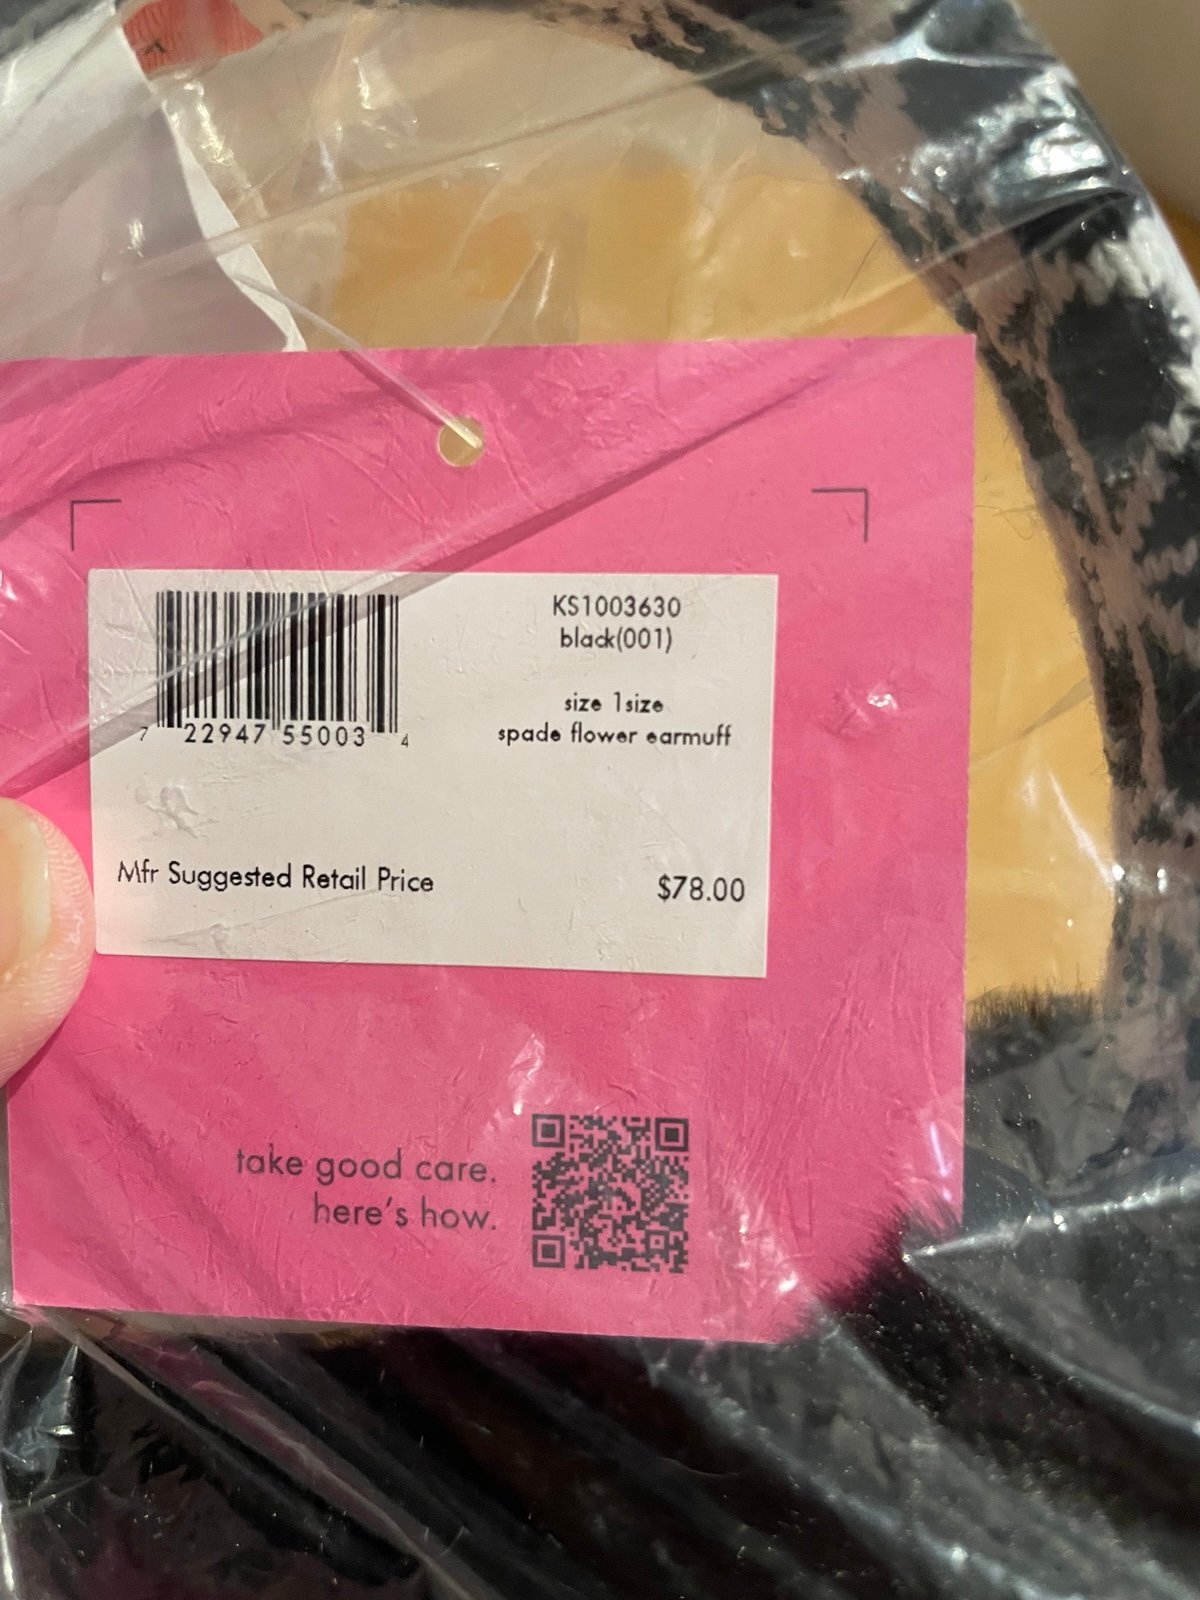 KS1003630
black(001)
size 1size
spade flower earmuff
7 22947 55003 4
Mfr Suggested Retail Price $78.00
take good care.
here's how.